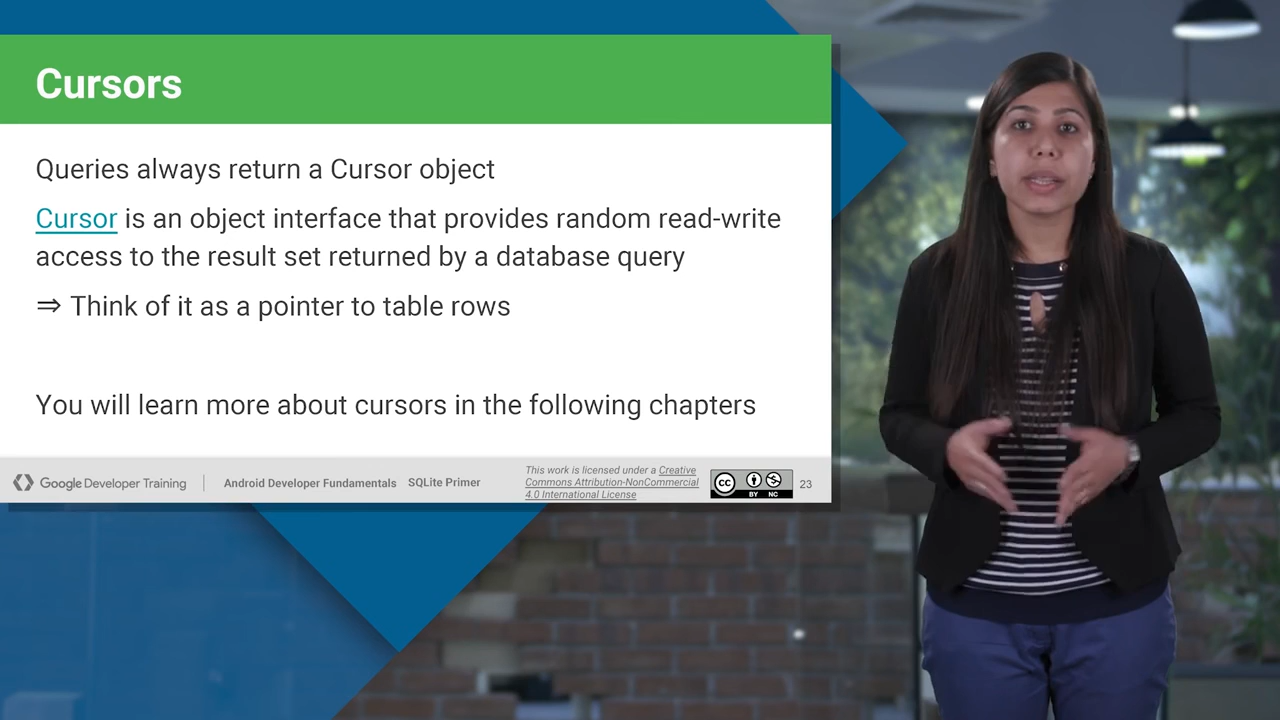 Cursors
Queries always return a Cursor object
Cursor is an object interface that provides random read-write
access to the result set returned by a database query
⇒ Think of it as a pointer to table rows
You will learn more about cursors in the following chapters
Google Developer Training
Android Developer Fundamentals
SQLite Primer
This work is licensed under a Creative
Commons Attribution-NonCommercial
4.0 International License
cc
BY NC
23